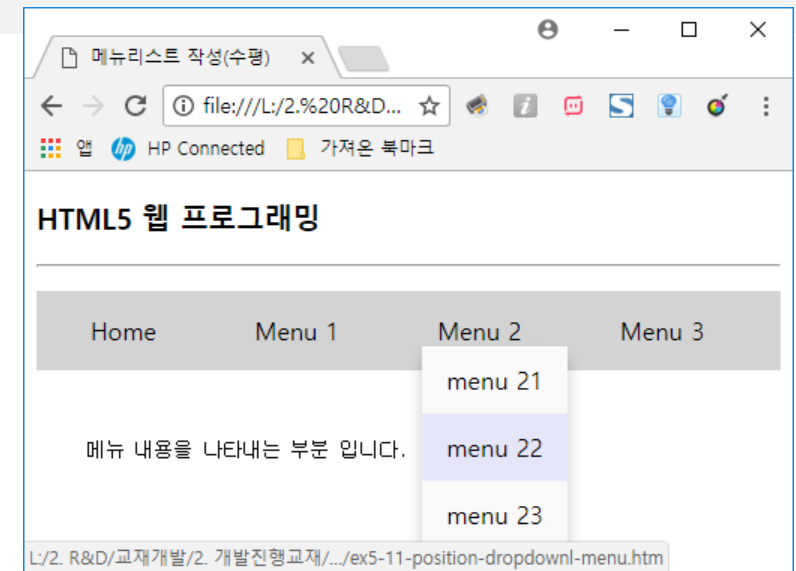 메뉴리스트 작성(수평)
file:///L:/2.%20R&D...
앱 HP Connected 가져온 북마크
HTML5 웹 프로그래밍
Home Menu 1 Menu 2 Menu 3
menu 21
메뉴 내용을 나타내는 부분 입니다. menu 22
menu 23
L:/2. R&D/교재개발/2. 개발진행교재/.../ex5-11-position-dropdownl-menu.htm